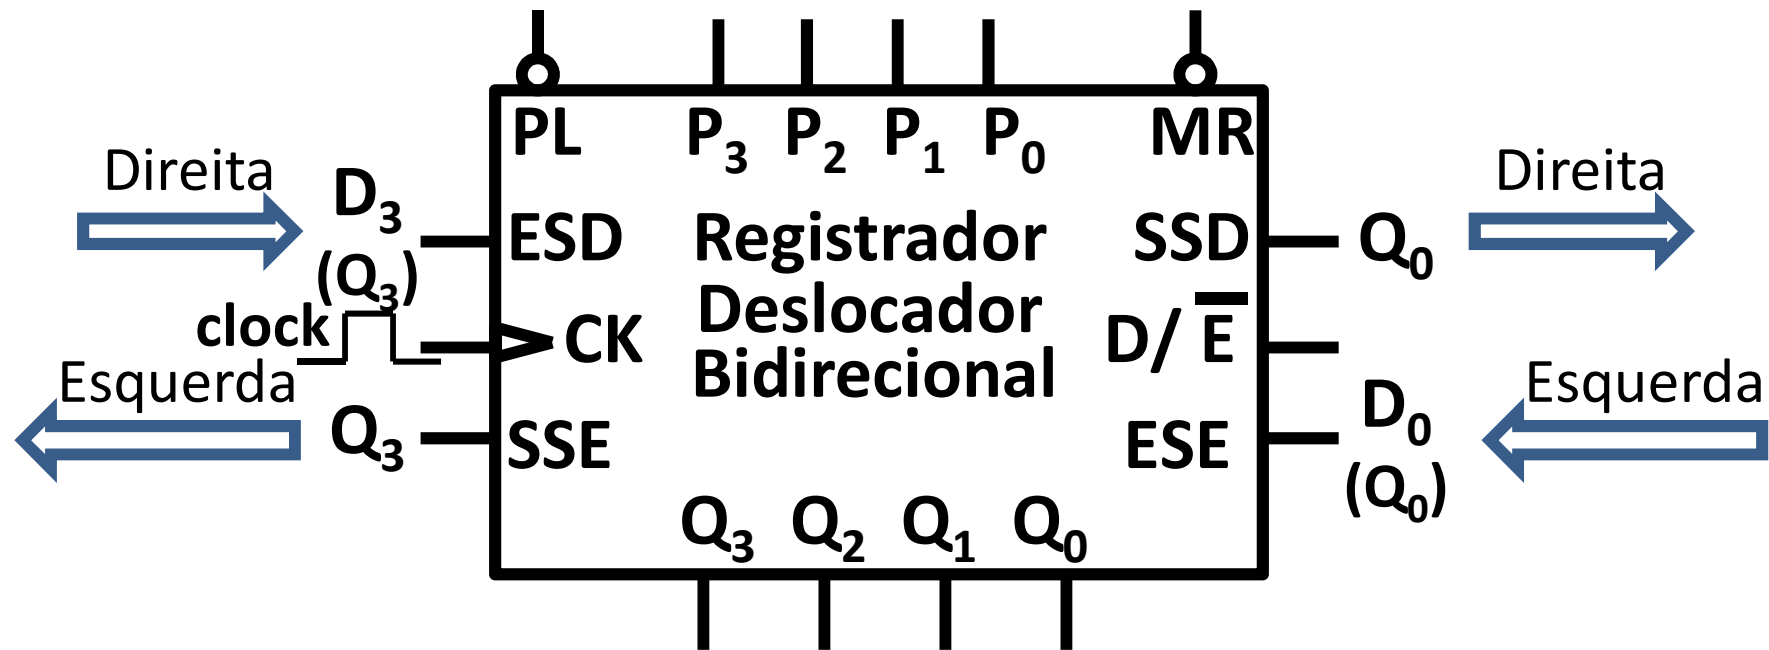 PL P₃ P₂ P₁ P₀ MR
Direita D₃ ESD Registrador SSD Q₀ Direita
(Q₃)
clock CK Deslocador D/ E̅
Esquerda Bidirecional D₀ Esquerda
Q₃ SSE ESE (Q₀)
Q₃ Q₂ Q₁ Q₀